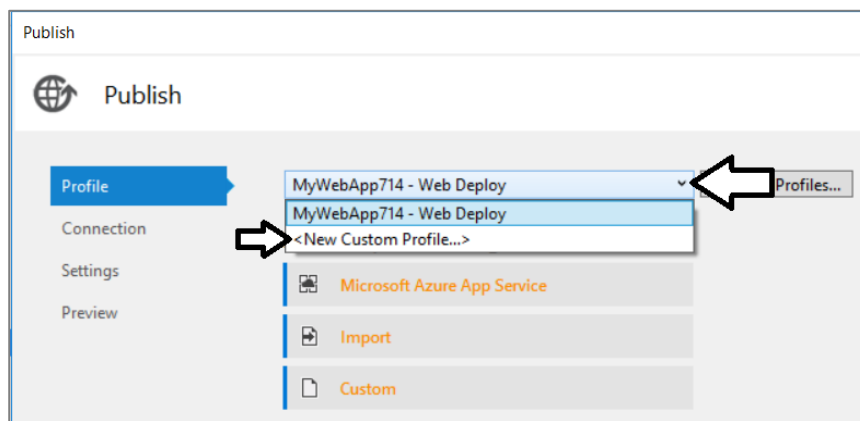 Publish
Publish
Profile
MyWebApp714 - Web Deploy
Profiles...
MyWebApp714 - Web Deploy
Connection
<New Custom Profile...>
Settings
Microsoft Azure App Service
Preview
Import
Custom